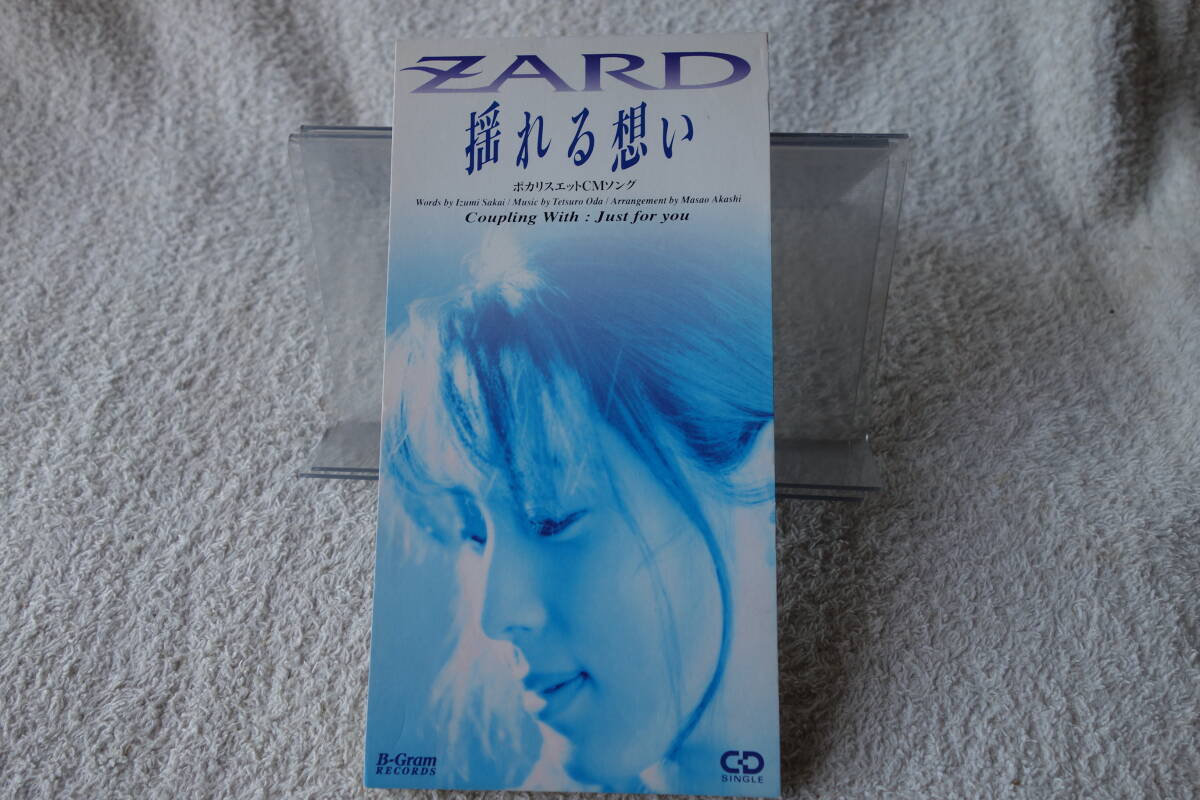 ZARD
揺れる想い
ポカリスエットCMソング
Words by Izumi Sakai / Music by Tetsuro Oda / Arrangement by Masao Akashi
Coupling With : Just for you
B-Gram
RECORDS
CD
SINGLE